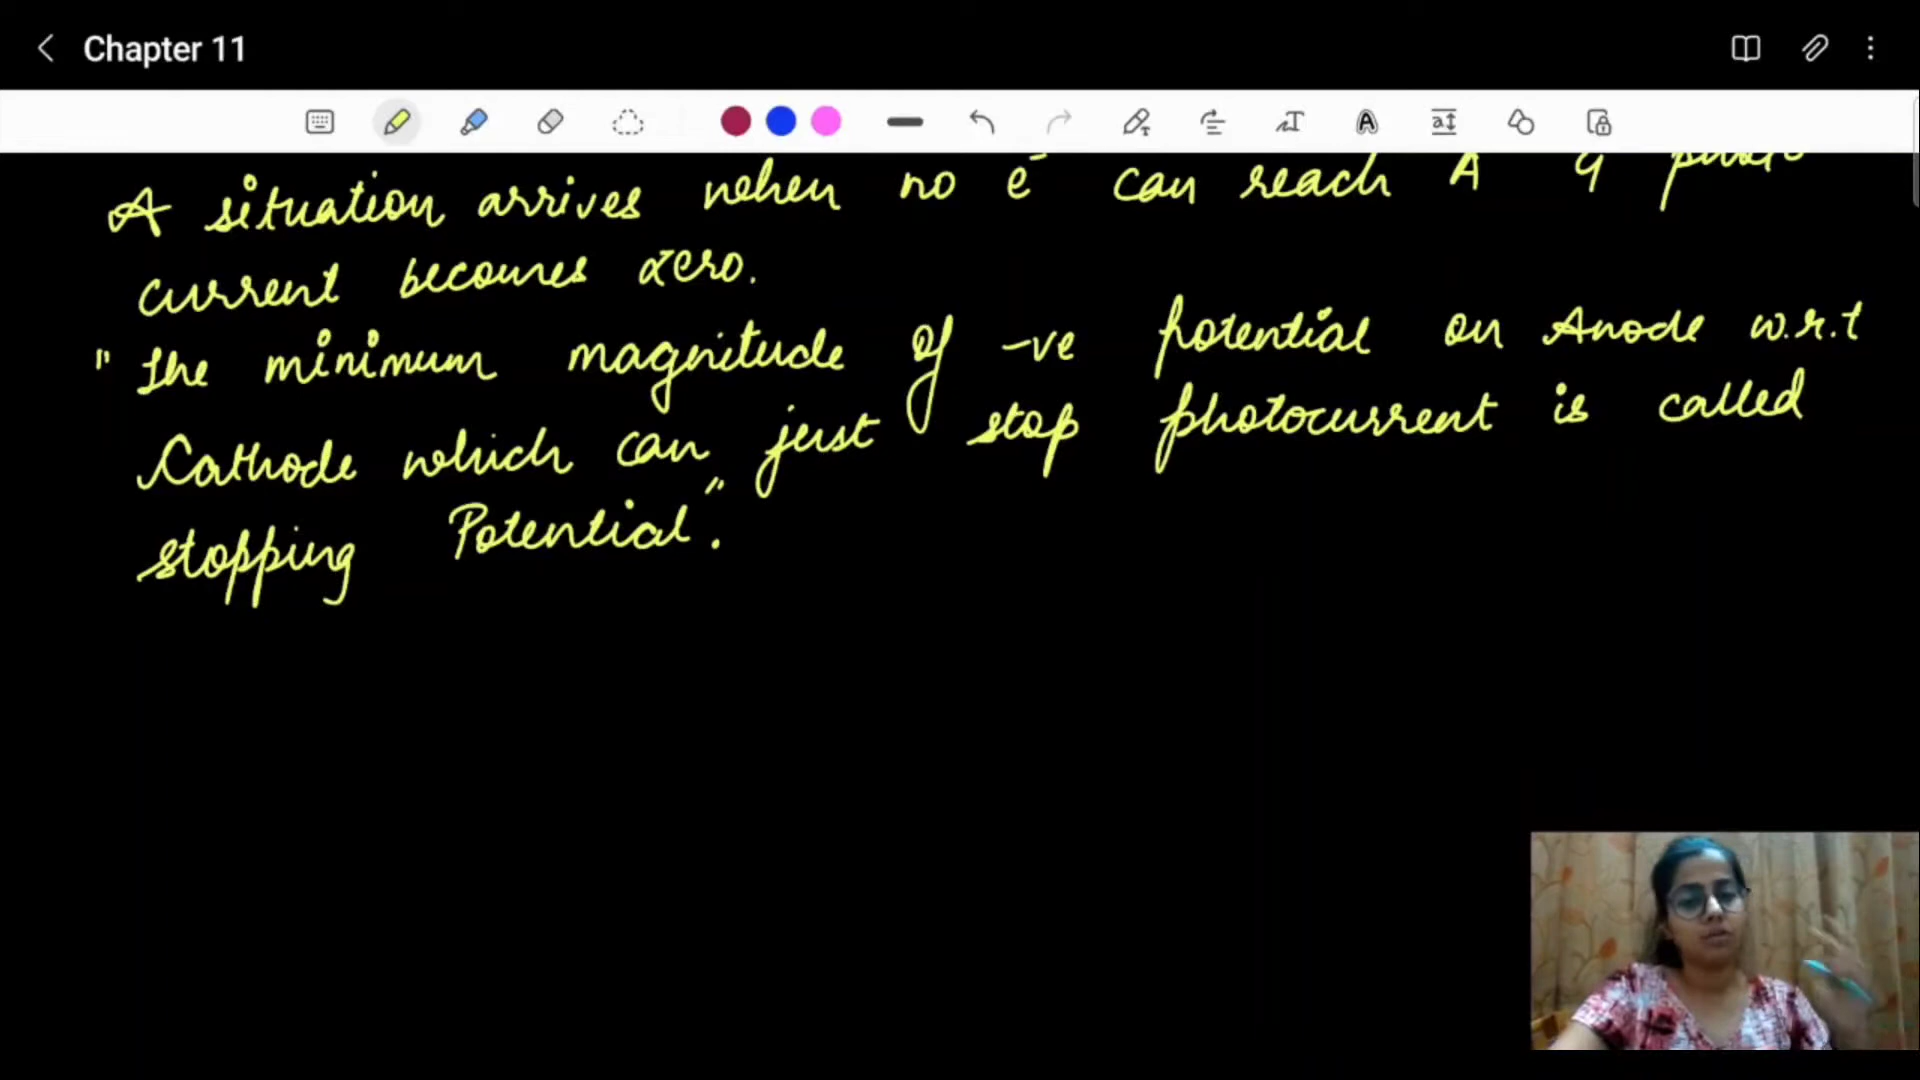 Chapter 11
A situation arrives when no e⁻ can reach A & photo
current becomes zero.
" The minimum magnitude of -ve potential on Anode w.r.t
Cathode which can just stop photocurrent is called
stopping Potential".